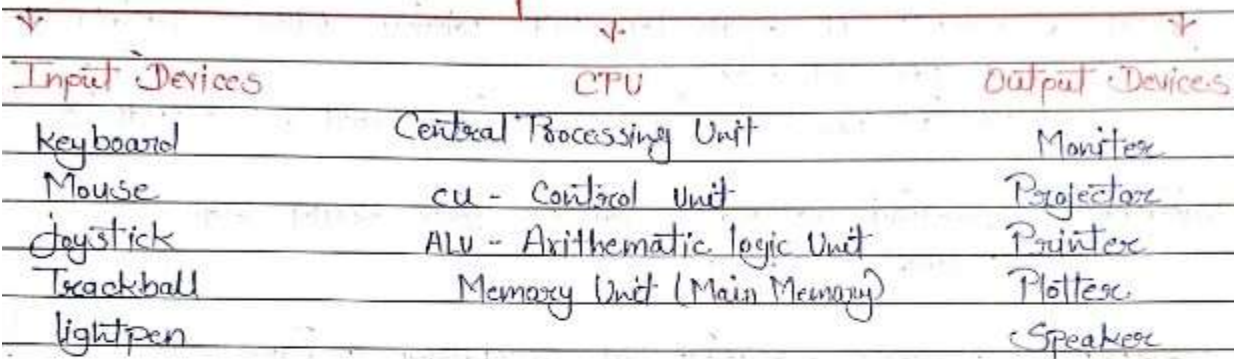 Input Devices CPU Output Devices
Keyboard Central Processing Unit Moniter
Mouse CU - Control Unit Projector
Joystick ALU - Arithematic logic Unit Printer
Trackball Memory Unit (Main Memory) Plotter
lightpen Speaker